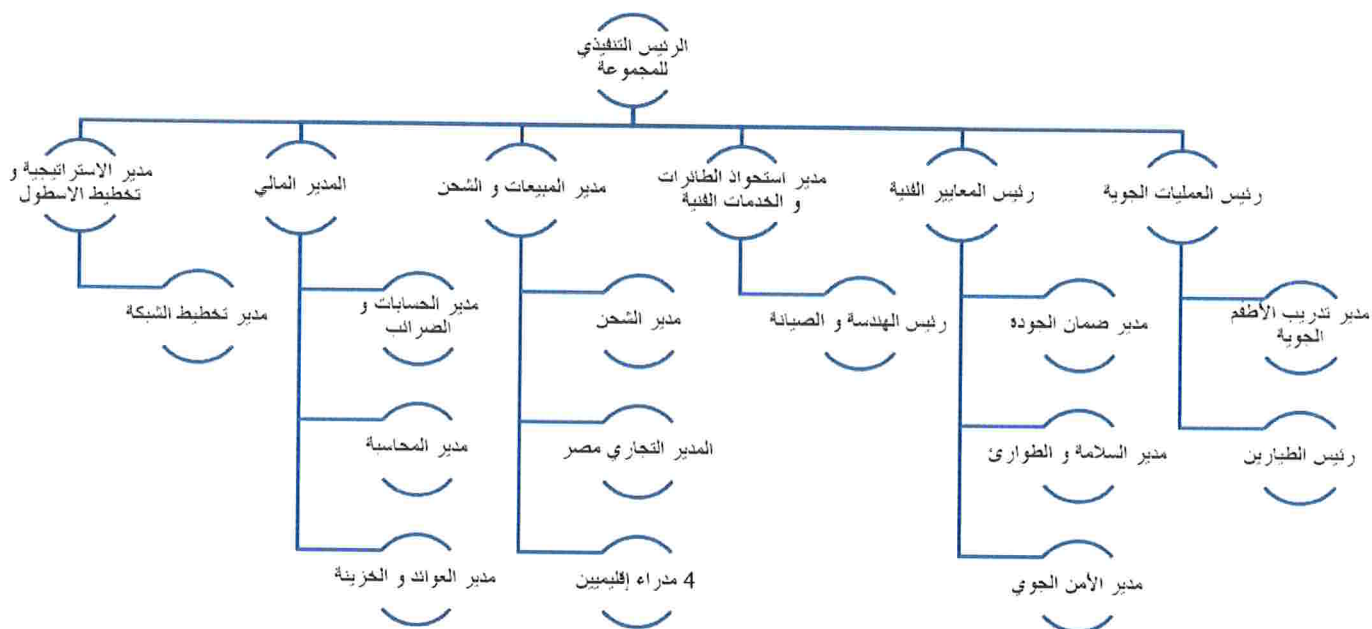 الرئيس التنفيذي
للمجموعة
رئيس العمليات الجوية
رئيس المعايير الفنية
مدير استحواذ الطائرات
و الخدمات الفنية
مدير المبيعات و الشحن
المدير المالي
مدير الاستراتيجية و
تخطيط الاسطول
مدير تدريب الأطقم
الجوية
رئيس الطيارين
مدير ضمان الجوده
مدير السلامة و الطوارئ
مدير الأمن الجوي
رئيس الهندسة و الصيانة
مدير الشحن
المدير التجاري مصر
4 مدراء إقليميين
مدير الحسابات و
الضرائب
مدير المحاسبة
مدير العوائد و الخزينة
مدير تخطيط الشبكة